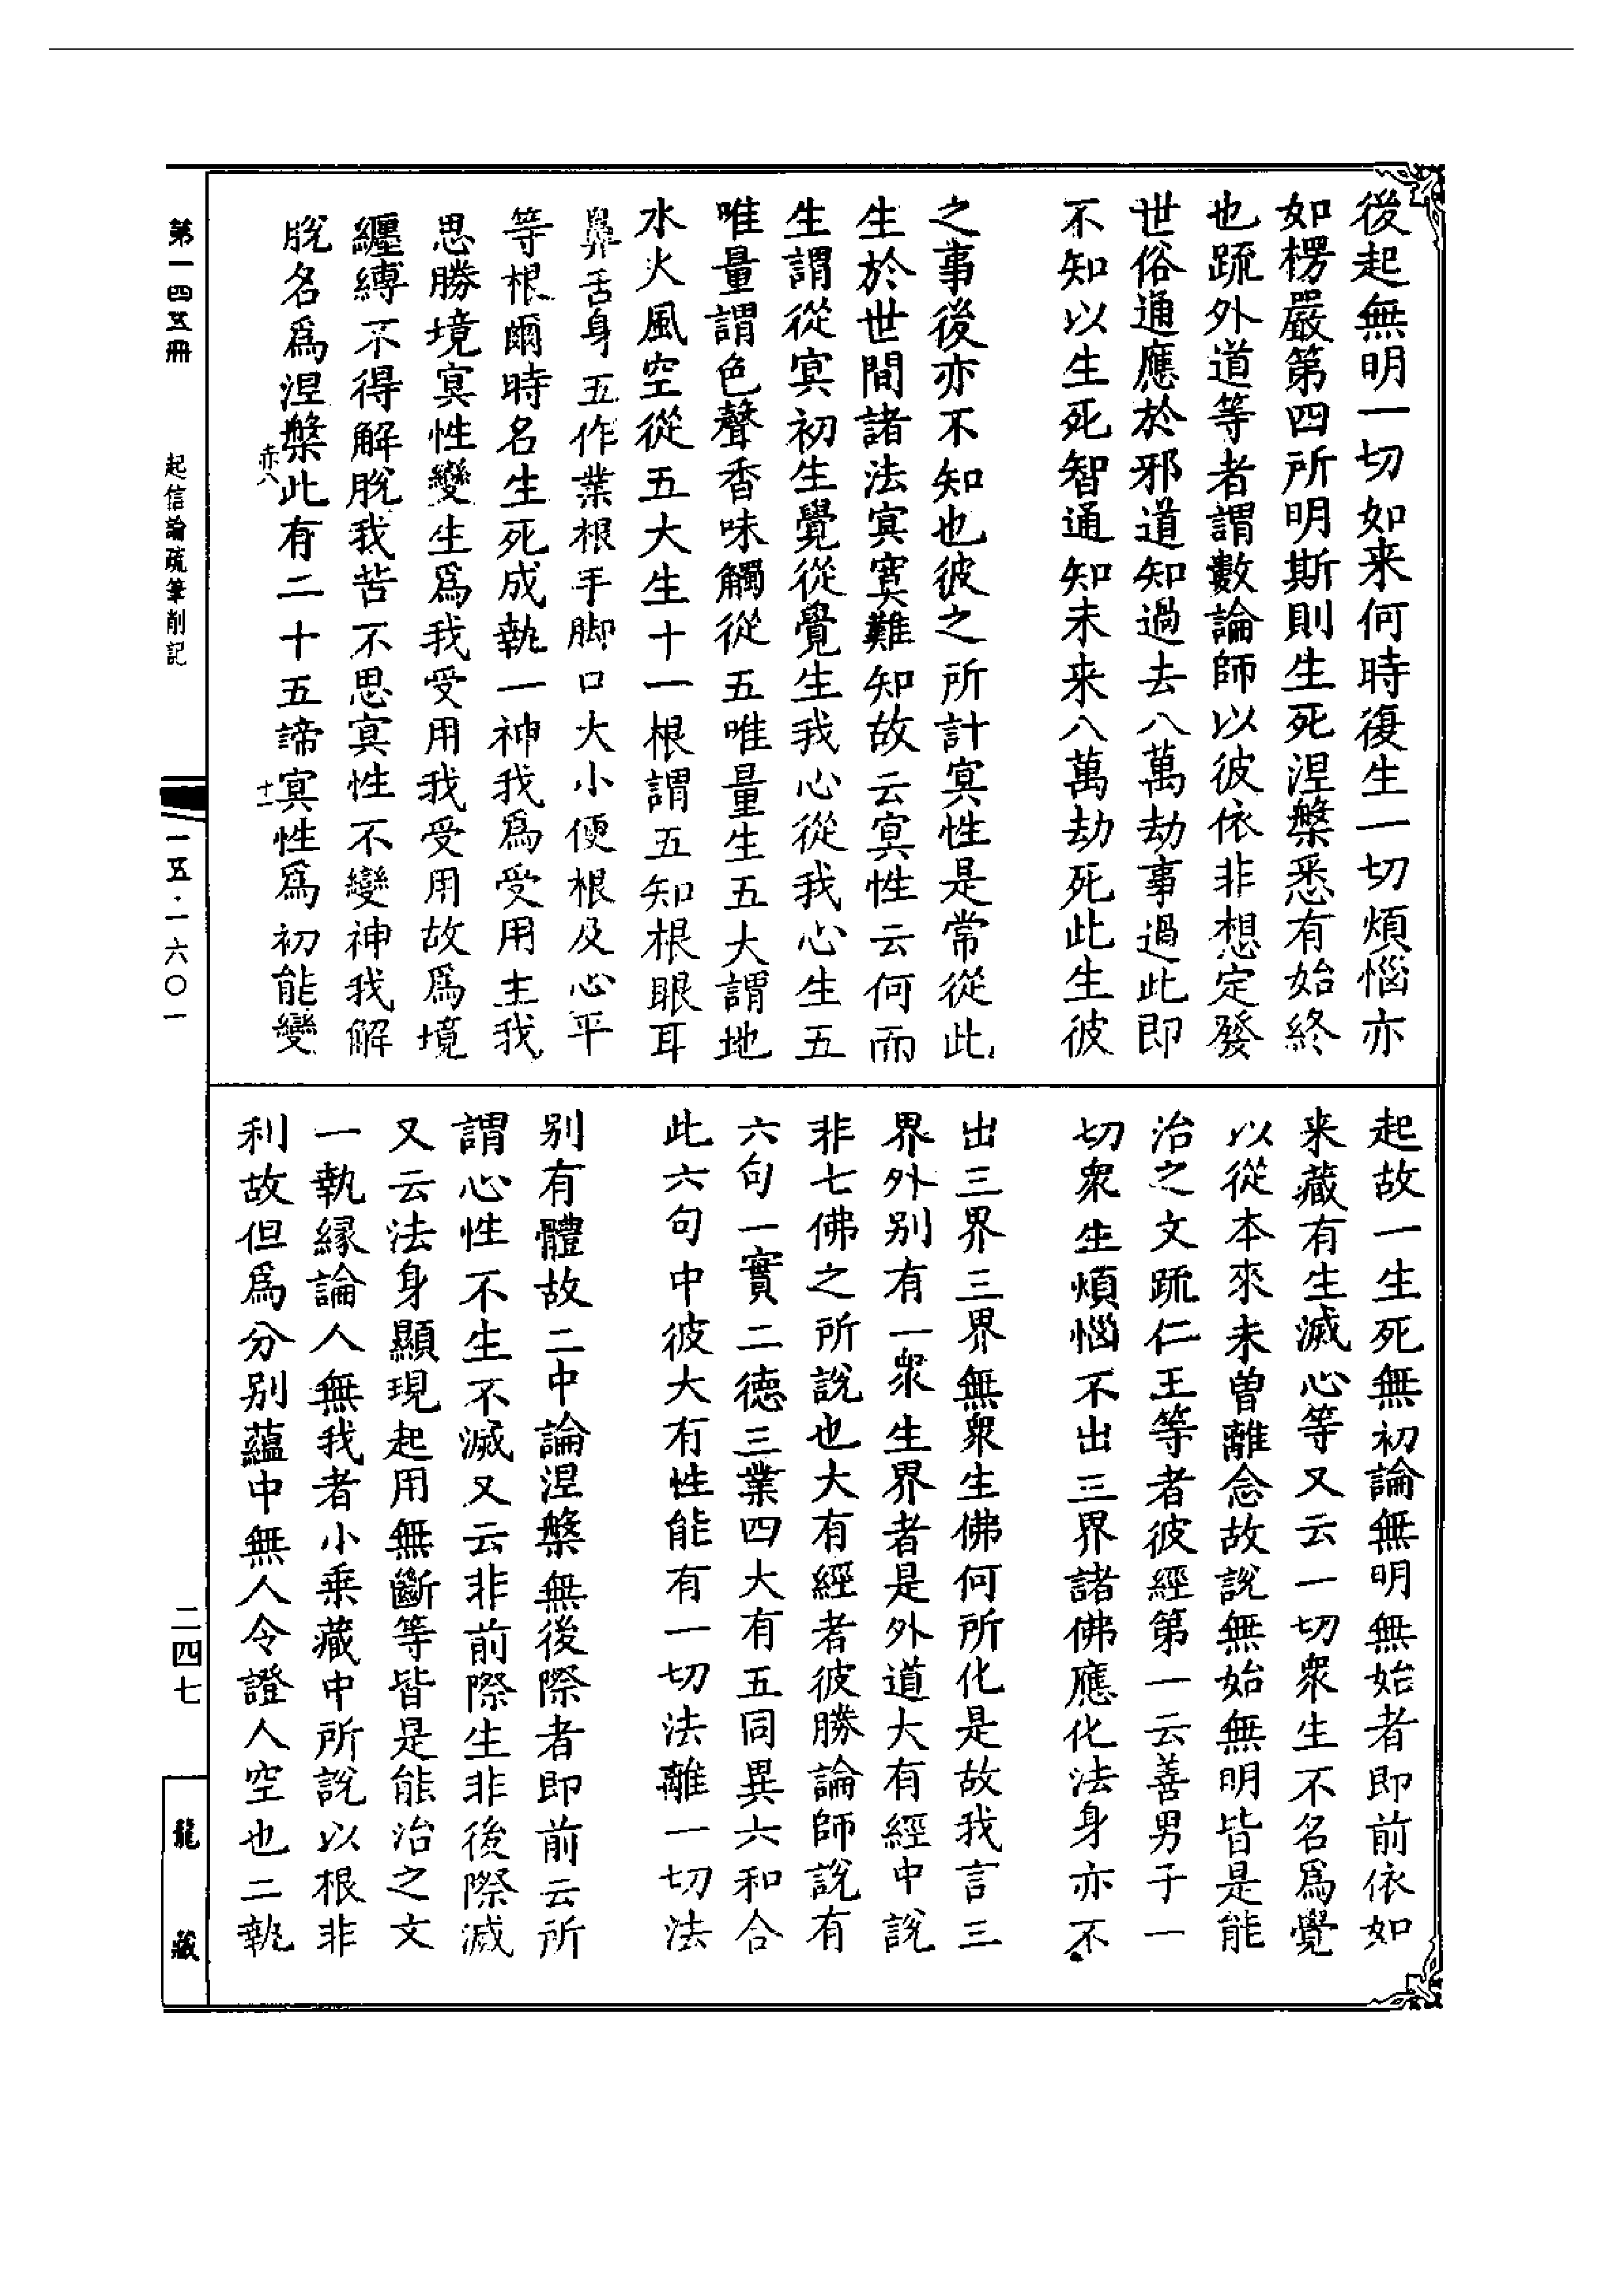 後起無明一切如来何時復生一切煩惱亦
如楞嚴第四所明斯則生死涅槃悉有始終
也䟽外道等者謂數論師以彼依非想定發
世俗通應於邪道知過去八萬劫事過此即
不知以生死智通知未来八萬劫死此生彼
之事後亦不知也彼之所計㝠性是常從此
生於世間諸法㝠寞難知故云㝠性云何而
生謂從㝠初生覺從覺生我心從我心生五
唯量謂色聲香味觸從五唯量生五大謂地
水火風空從五大生十一根謂五知根眼耳
鼻舌身五作業根手脚口大小便根及心平
等根爾時名生死成執一神我爲受用主我
思勝境㝠性變生爲我受用我受用故爲境
纏縛不得解脫我苦不思㝠性不變神我解
脫名爲涅槃此有二十五諦㝠性爲初能變
赤八
十一
起故一生死無初論無明無始者即前依如
来藏有生滅心等又云一切衆生不名爲覺
以從本來未曽離念故説無始無明皆是能
治之文䟽仁王等者彼經第一云善男子一
切衆生煩惱不出三界諸佛應化法身亦不
出三界三界無衆生佛何所化是故我言三
界外别有一衆生界者是外道大有經中説
非七佛之所説也大有經者彼勝論師説有
六句一實二德三業四大有五同異六和合
此六句中彼大有性能有一切法離一切法
别有體故二中論涅槃無後際者即前云所
謂心性不生不滅又云非前際生非後際滅
又云法身顯現起用無斷等皆是能治之文
一執縁論人無我者小乘藏中所説以根非
利故但爲分别蘊中無人令證人空也二執
第一四五冊
起信論疏筆削記
一五·一六〇一
二四七
龍藏